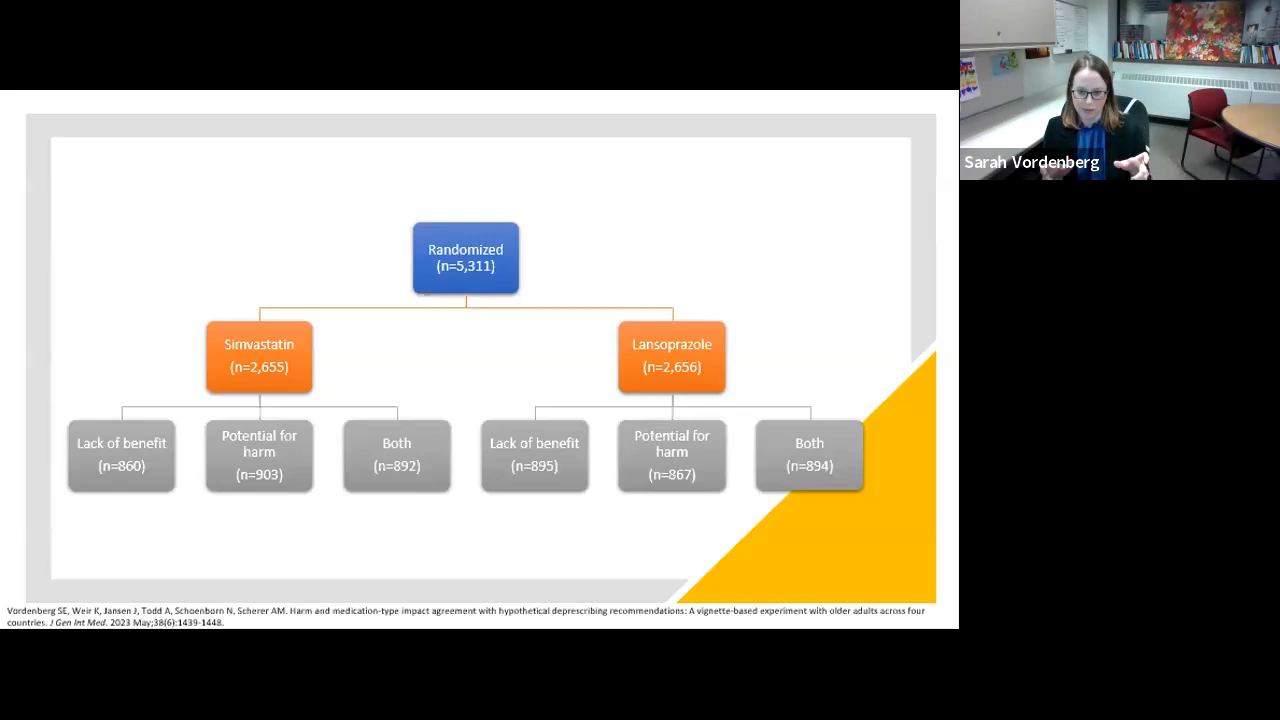 Sarah Vordenberg
Randomized
(n=5,311)
Simvastatin
(n=2,655)
Lansoprazole
(n=2,656)
Lack of benefit
(n=860)
Potential for
harm
(n=903)
Both
(n=892)
Lack of benefit
(n=895)
Potential for
harm
(n=867)
Both
(n=894)
Vordenberg SE, Weir K, Jansen J, Todd A, Schoenborn N, Scherer AM. Harm and medication-type impact agreement with hypothetical deprescribing recommendations: A vignette-based experiment with older adults across four
countries. J Gen Int Med. 2023 May;38(6):1439-1448.